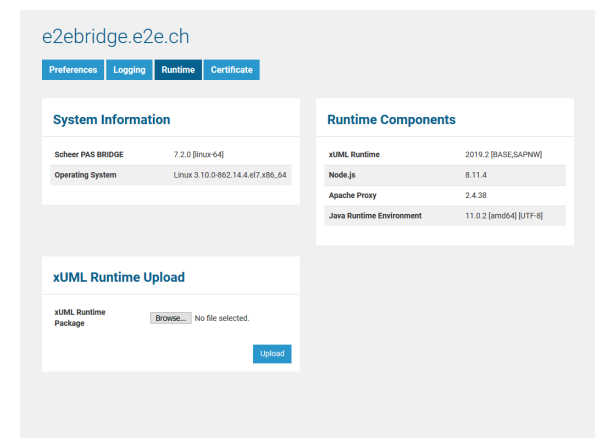 e2ebridge.e2e.ch
Preferences Logging Runtime Certificate
System Information
Scheer PAS BRIDGE 7.2.0 [linux-64]
Operating System Linux 3.10.0-862.14.4.el7.x86_64
Runtime Components
xUML Runtime 2019.2 [BASE,SAPNW]
Node.js 8.11.4
Apache Proxy 2.4.38
Java Runtime Environment 11.0.2 [amd64] [UTF-8]
xUML Runtime Upload
xUML Runtime
Package
Browse... No file selected.
Upload